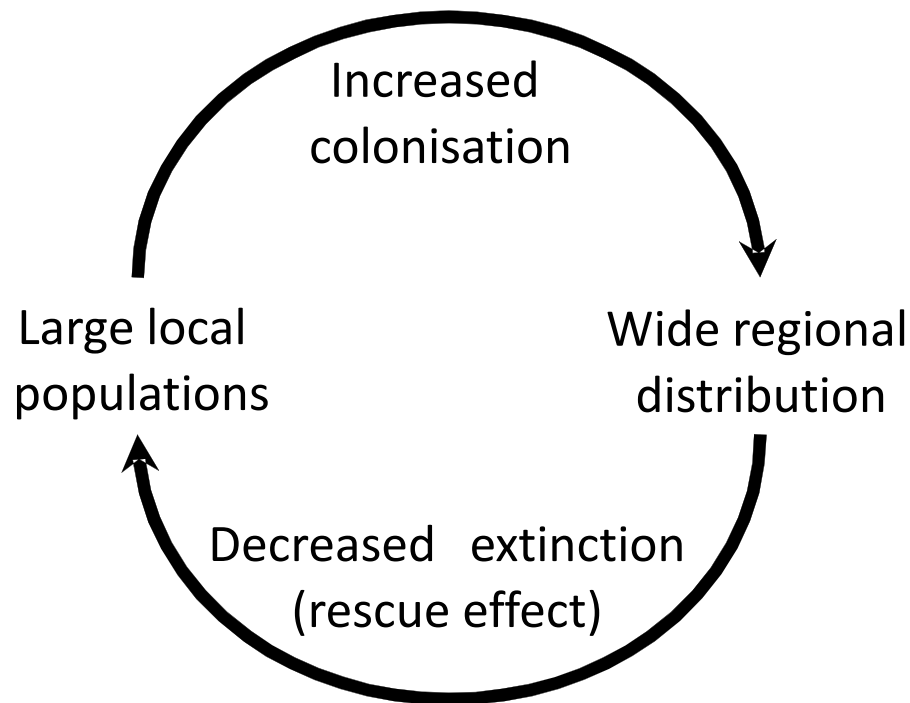 Increased
colonisation
Large local
populations
Wide regional
distribution
Decreased extinction
(rescue effect)